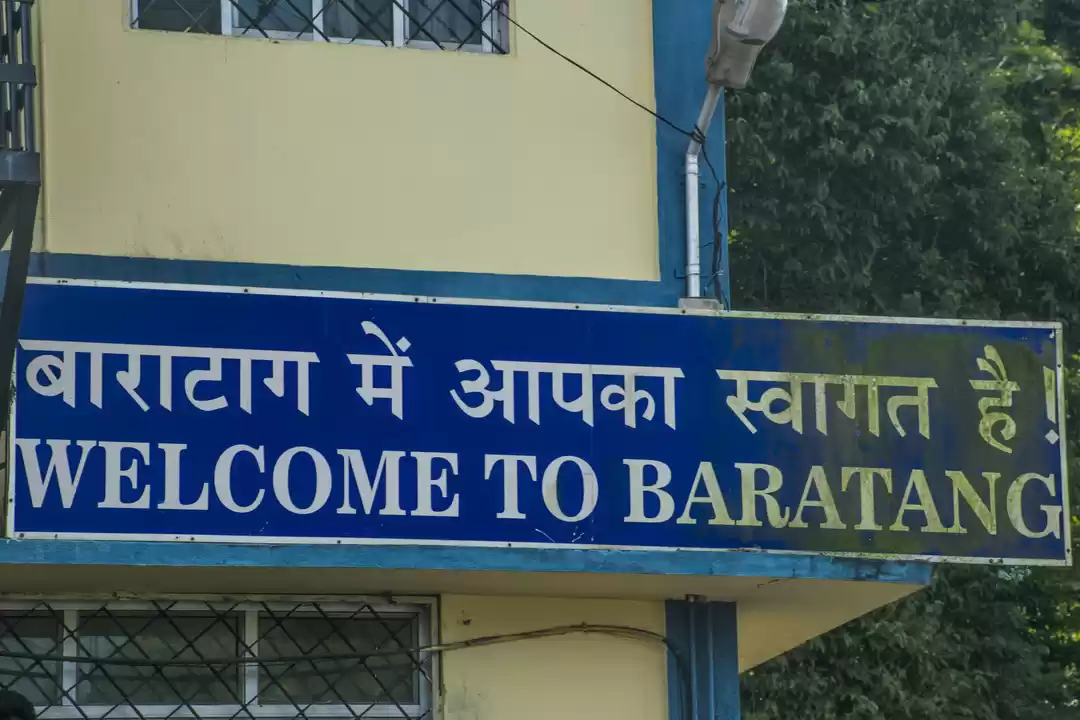 बाराटाग में आपका स्वागत है!
WELCOME TO BARATANG